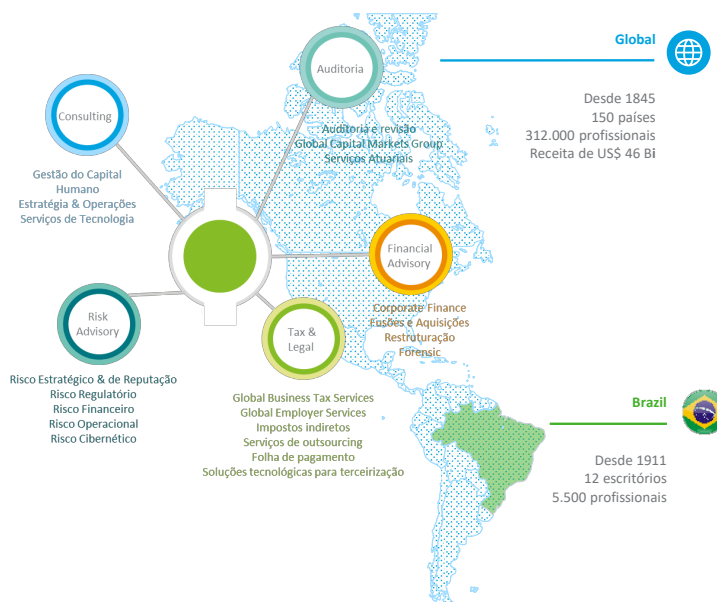 Auditoria
Auditoria e revisão
Global Capital Markets Group
Serviços Atuariais
Global
Desde 1845
150 países
312.000 profissionais
Receita de US$ 46 Bi
Consulting
Gestão do Capital
Humano
Estratégia & Operações
Serviços de Tecnologia
Financial
Advisory
Corporate Finance
Fusões e Aquisições
Restruturação
Forensic
Risk
Advisory
Risco Estratégico & de Reputação
Risco Regulatório
Risco Financeiro
Risco Operacional
Risco Cibernético
Tax &
Legal
Global Business Tax Services
Global Employer Services
Impostos indiretos
Serviços de outsourcing
Folha de pagamento
Soluções tecnológicas para terceirização
Brazil
Desde 1911
12 escritórios
5.500 profissionais